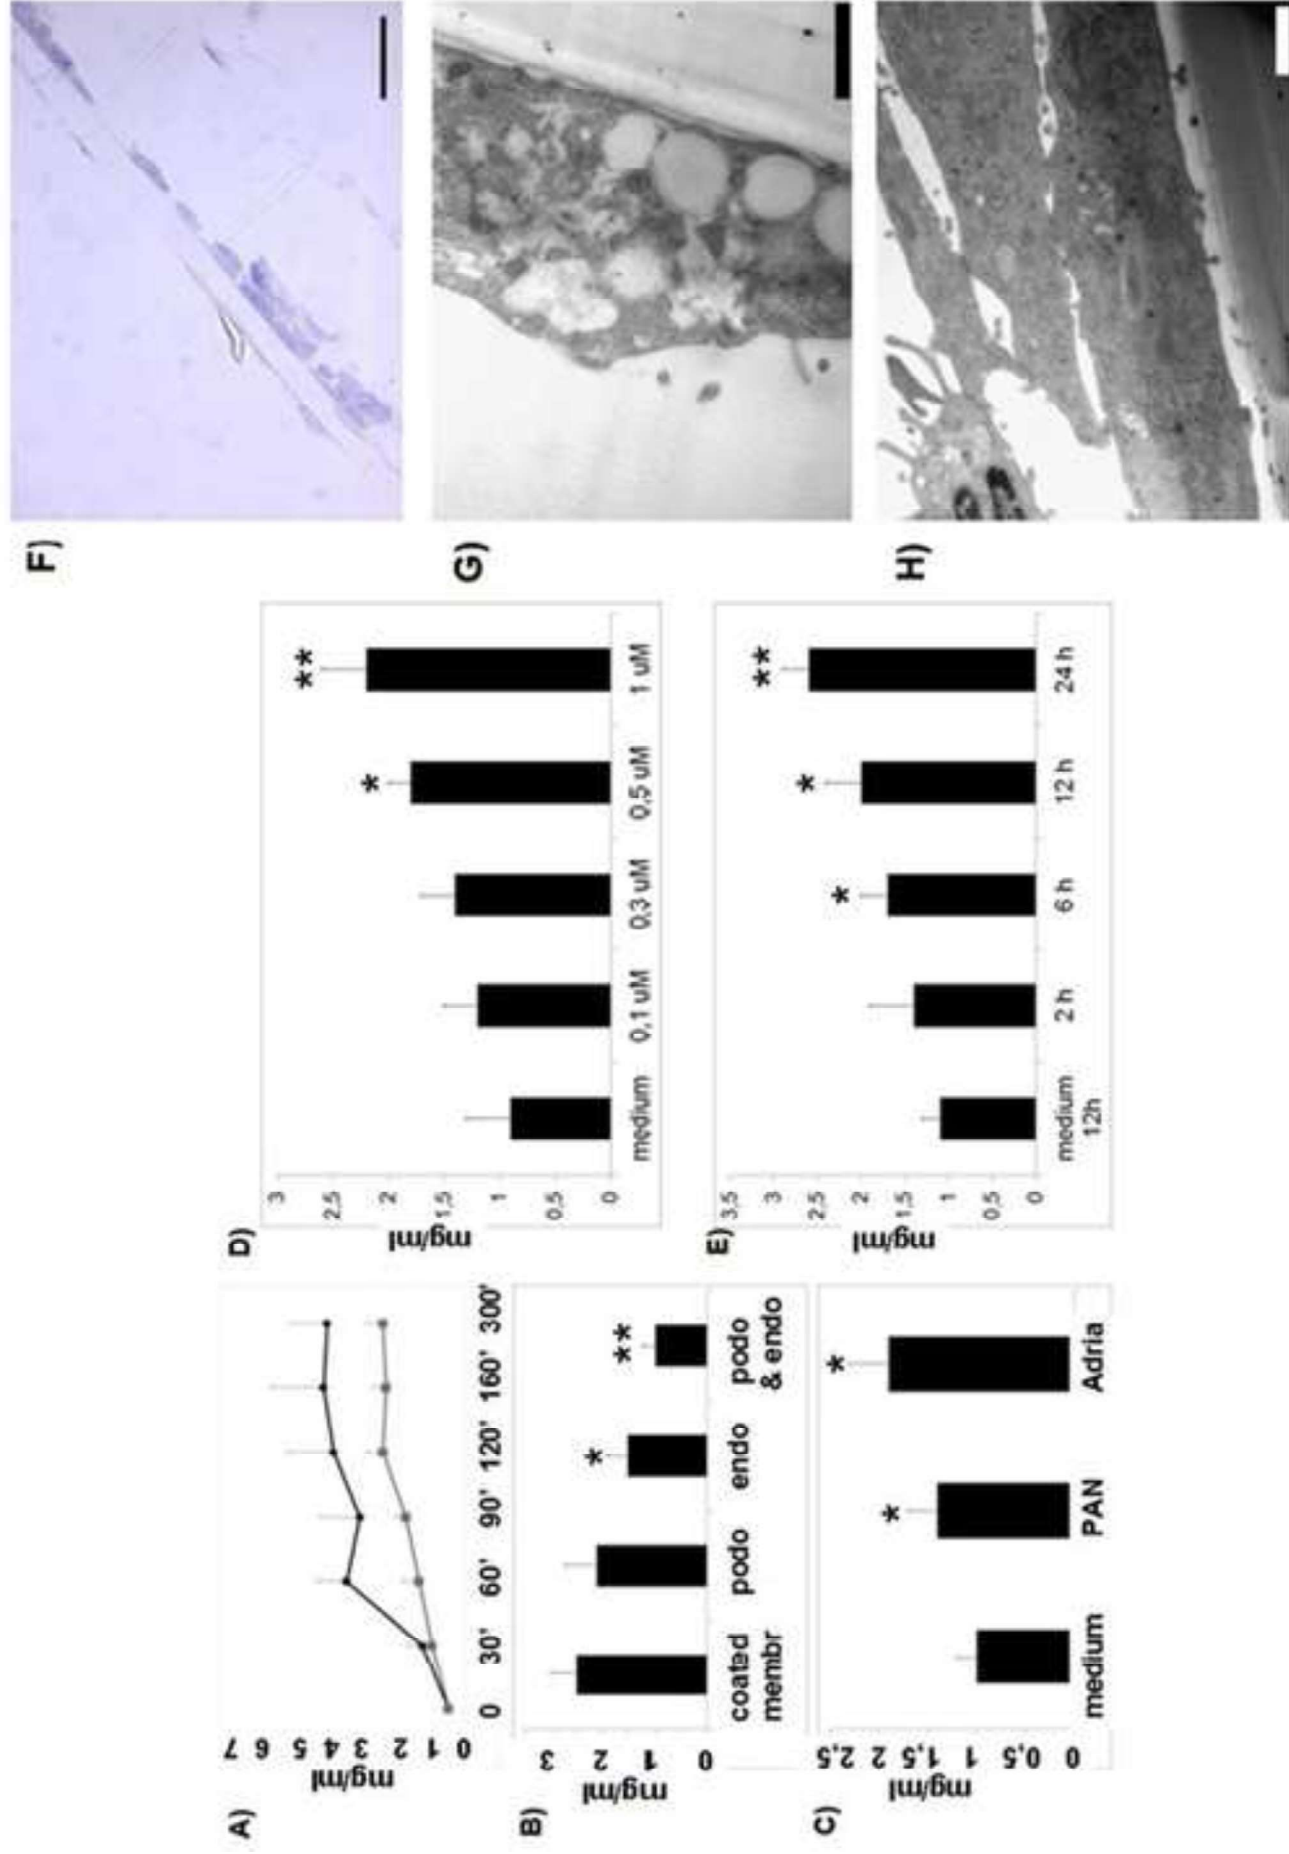 A)
mg/ml
7
6
5
4
3
2
1
0
0 30' 60' 90' 120' 160' 300'
B)
mg/ml
3
2
1
0
* **
coated podo endo podo
membr & endo
C)
mg/ml
2,5
2
1,5
1
0,5
0
* *
medium PAN Adria
D)
mg/ml
3
2,5
2
1,5
1
0,5
0
* **
medium 0,1 uM 0,3 uM 0,5 uM 1 uM
E)
mg/ml
3,5
3
2,5
2
1,5
1
0,5
0
* * **
medium 2 h 6 h 12 h 24 h
12h
F)
G)
H)